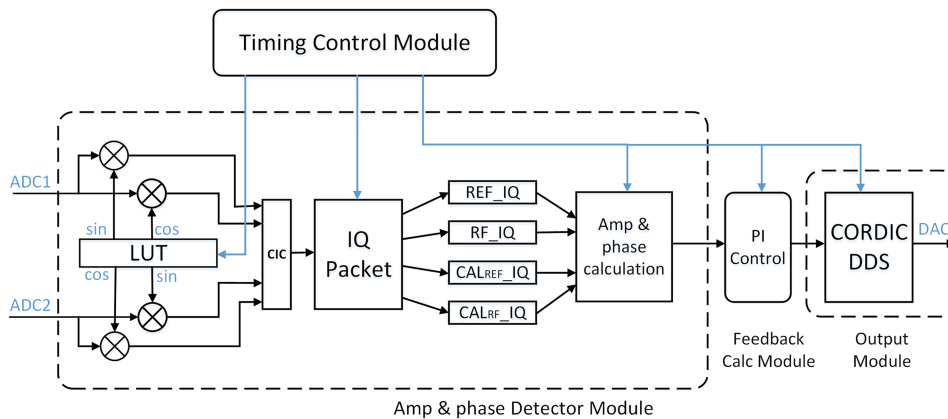 Timing Control Module
ADC1
sin
cos
LUT
cos
sin
ADC2
CIC
IQ
Packet
REF_IQ
RF_IQ
CALREF_IQ
CALRF_IQ
Amp &
phase
calculation
PI
Control
CORDIC
DDS
DAC
Feedback
Calc Module
Output
Module
Amp & phase Detector Module